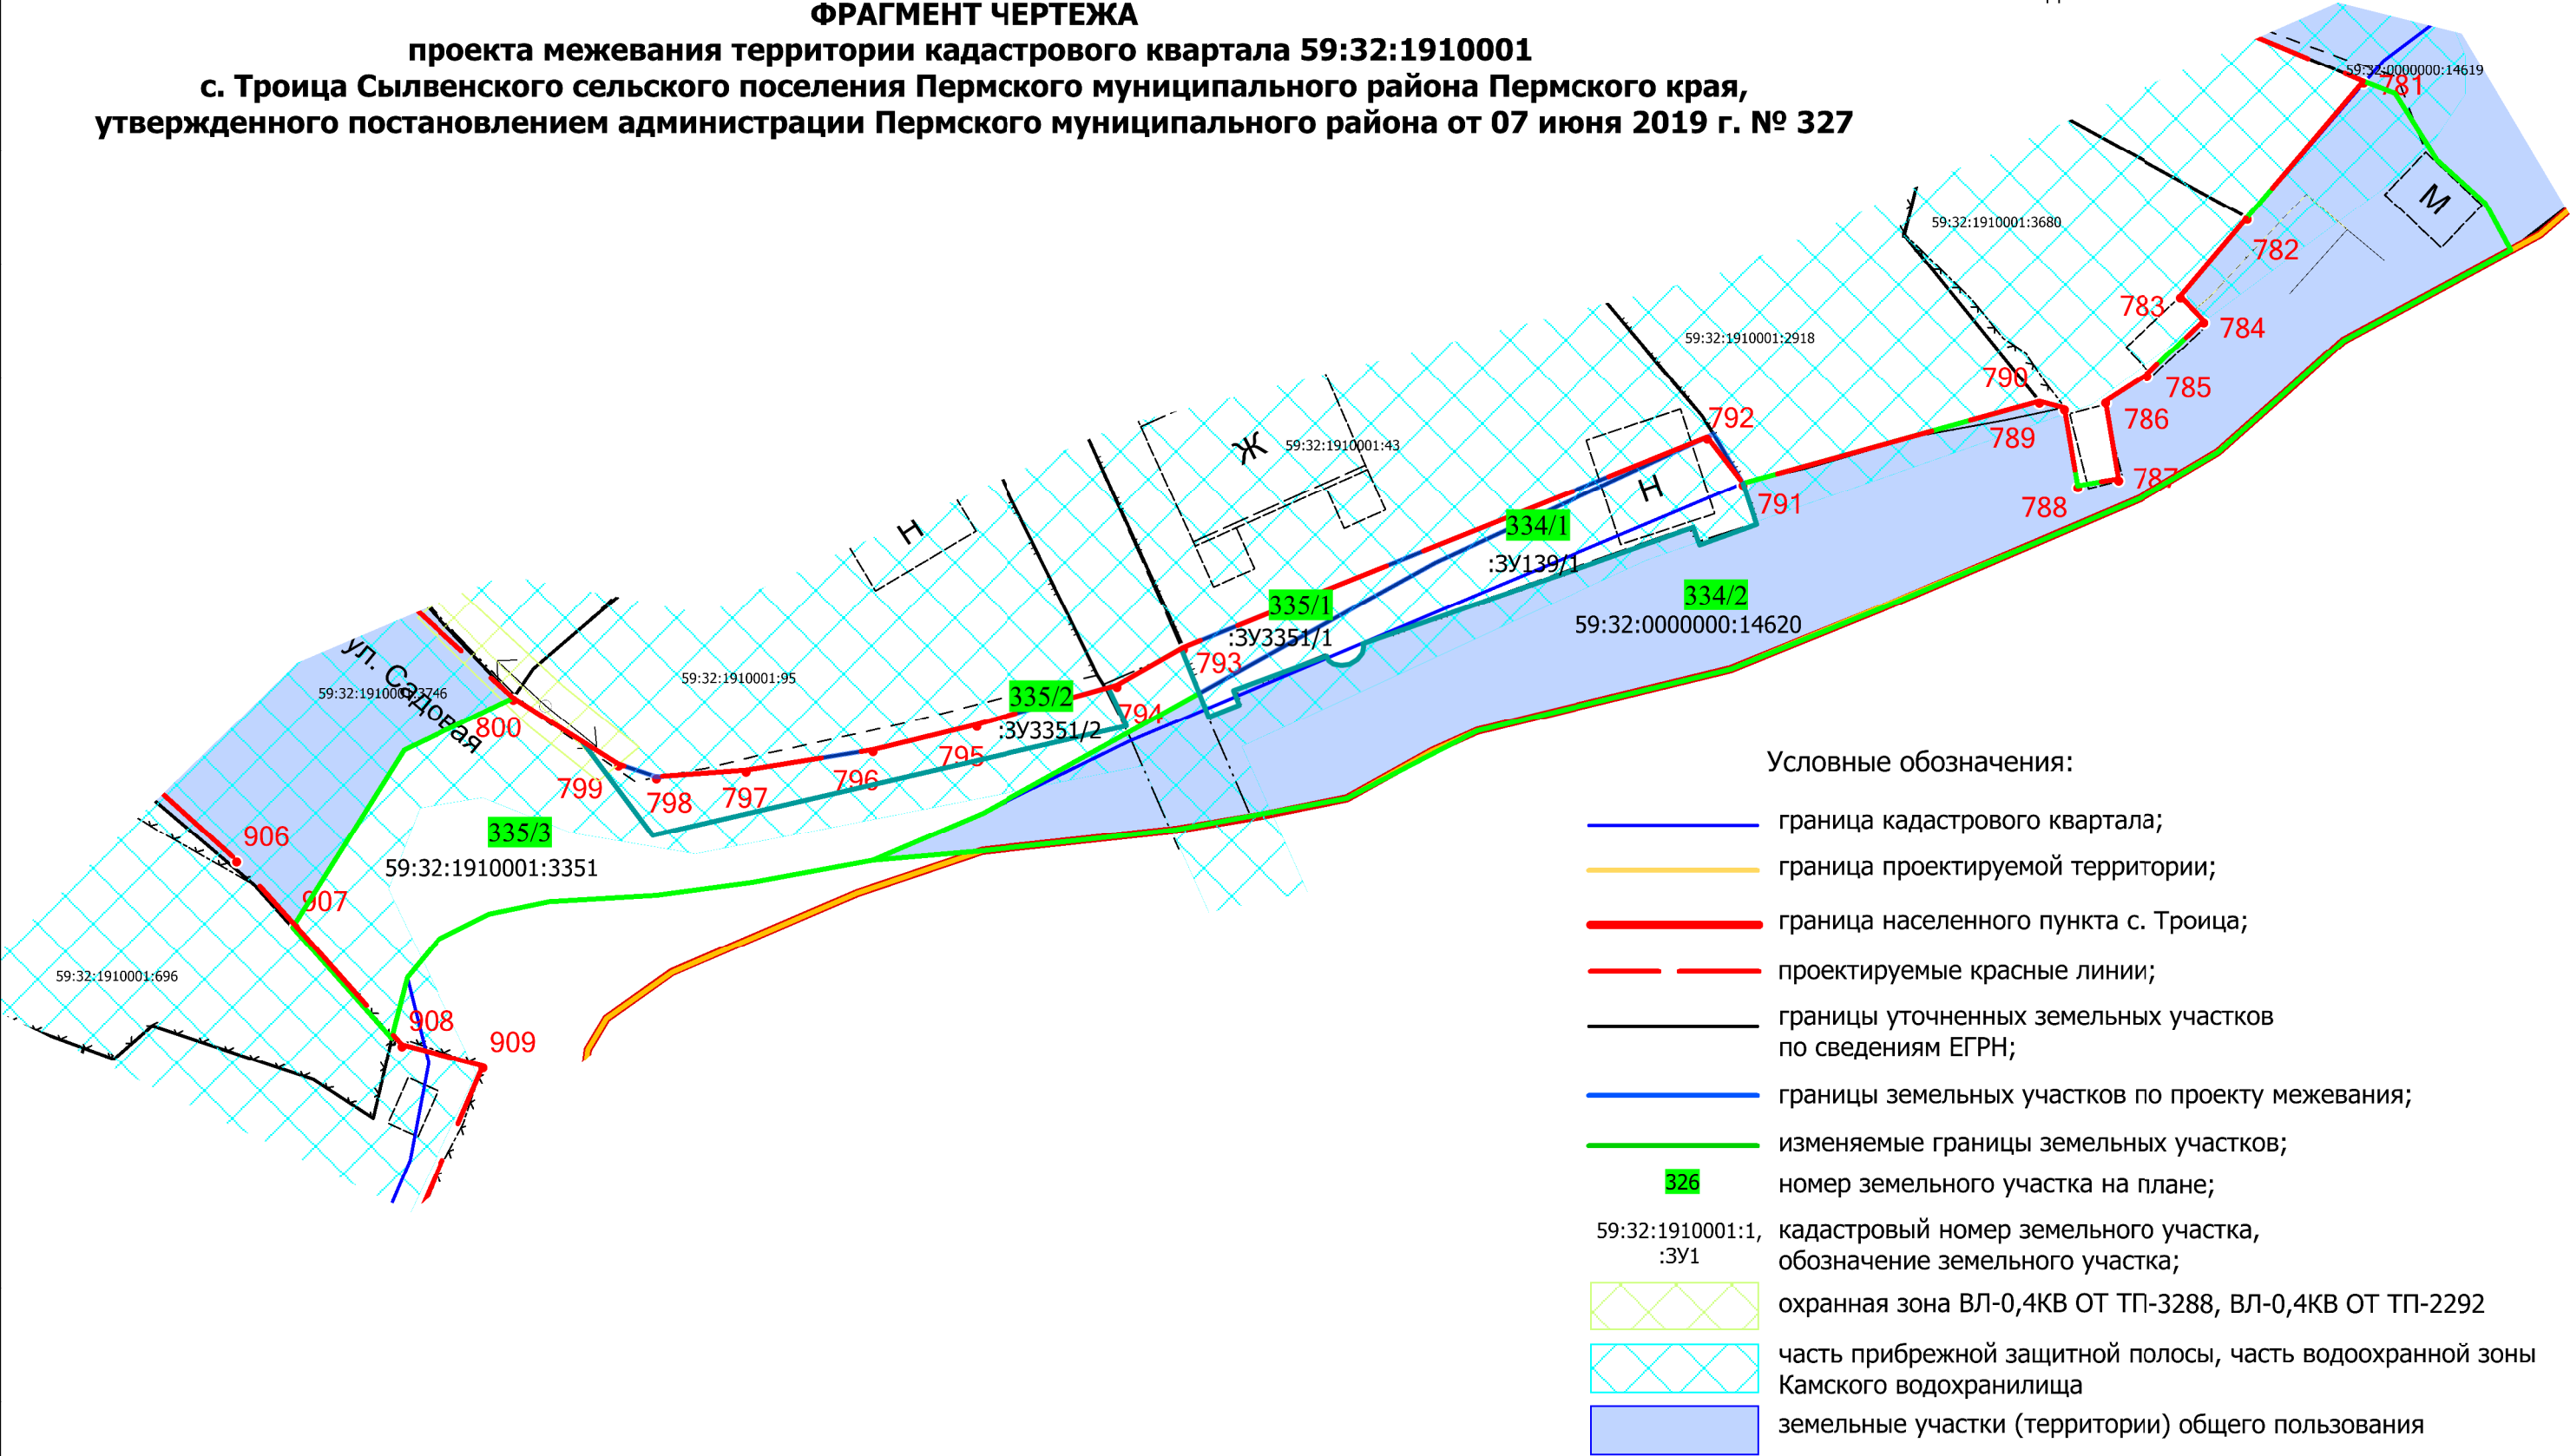 ФРАГМЕНТ ЧЕРТЕЖА
проекта межевания территории кадастрового квартала 59:32:1910001
с. Троица Сылвенского сельского поселения Пермского муниципального района Пермского края,
утвержденного постановлением администрации Пермского муниципального района от 07 июня 2019 г. № 327
59:32:0000000:14619
781
М
59:32:1910001:3680
782
783
784
59:32:1910001:2918
790
785
786
792
789
Ж
59:32:1910001:43
787
Н
788
791
334/1
Н
:ЗУ139/1
334/2
335/1
59:32:0000000:14620
:ЗУ3351/1
793
ул. Садовая
59:32:1910001:95
59:32:1910001:3746
335/2
794
800
:ЗУ3351/2
795
796
799
798
797
906
335/3
59:32:1910001:3351
907
59:32:1910001:696
908
909
Условные обозначения:
граница кадастрового квартала;
граница проектируемой территории;
граница населенного пункта с. Троица;
проектируемые красные линии;
границы уточненных земельных участков
по сведениям ЕГРН;
границы земельных участков по проекту межевания;
изменяемые границы земельных участков;
326
номер земельного участка на плане;
59:32:1910001:1,
:ЗУ1
кадастровый номер земельного участка,
обозначение земельного участка;
охранная зона ВЛ-0,4КВ ОТ ТП-3288, ВЛ-0,4КВ ОТ ТП-2292
часть прибрежной защитной полосы, часть водоохранной зоны
Камского водохранилища
земельные участки (территории) общего пользования